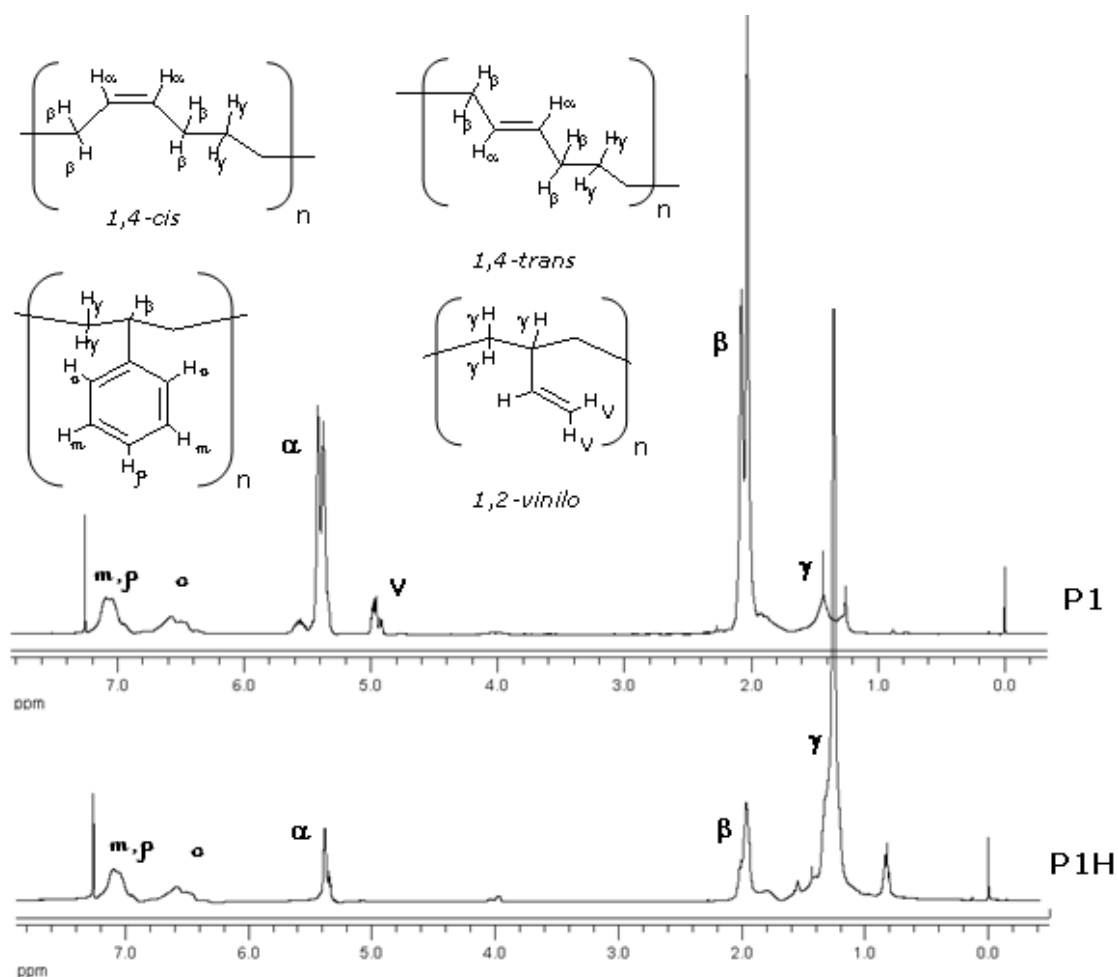 Hα Hα
βH Hβ Hγ
H β Hβ Hγ
n
1,4-cis
Hβ
Hβ Hα
Hα Hβ Hγ
Hβ Hγ
n
1,4-trans
Hγ Hβ
Hγ
Ho Ho
Hm Hm
Hp
n
γH γH
γH
H H V
H V
n
1,2-vinilo
m,p o α V β γ P1
7.0 6.0 5.0 4.0 3.0 2.0 1.0 0.0
ppm
m,p o α β γ P1H
7.0 6.0 5.0 4.0 3.0 2.0 1.0 0.0
ppm